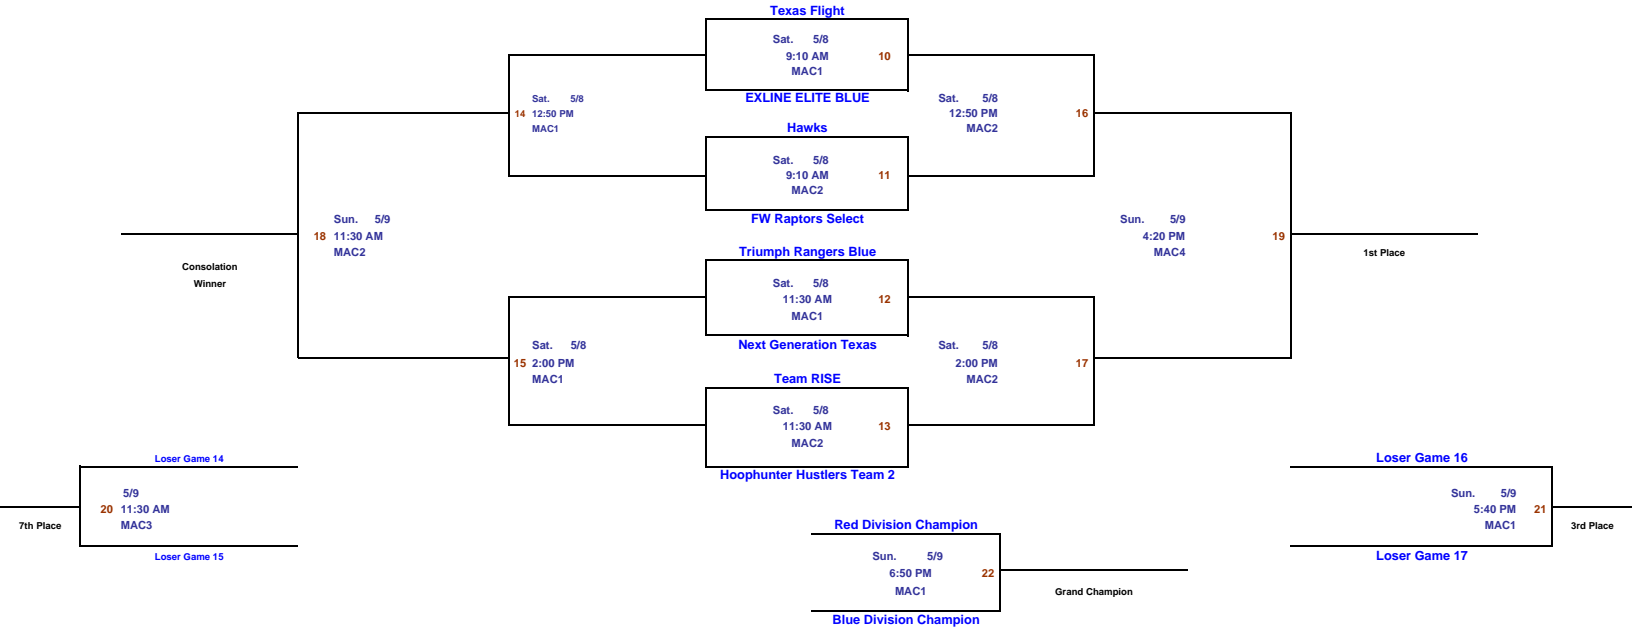 Texas Flight
Sat. 5/8
9:10 AM 10
MAC1
EXLINE ELITE BLUE
Sat. 5/8
14 12:50 PM
MAC1
Sat. 5/8
12:50 PM 16
MAC2
Hawks
Sat. 5/8
9:10 AM 11
MAC2
FW Raptors Select
Sun. 5/9
18 11:30 AM
MAC2
Sun. 5/9
4:20 PM 19
MAC4
Consolation
Winner
1st Place
Triumph Rangers Blue
Sat. 5/8
11:30 AM 12
MAC1
Next Generation Texas
Sat. 5/8
15 2:00 PM
MAC1
Sat. 5/8
2:00 PM 17
MAC2
Team RISE
Sat. 5/8
11:30 AM 13
MAC2
Hoophunter Hustlers Team 2
Loser Game 14
5/9
20 11:30 AM
MAC3
7th Place
Loser Game 15
Loser Game 16
Sun. 5/9
5:40 PM 21
MAC1
3rd Place
Loser Game 17
Red Division Champion
Sun. 5/9
6:50 PM 22
MAC1
Grand Champion
Blue Division Champion